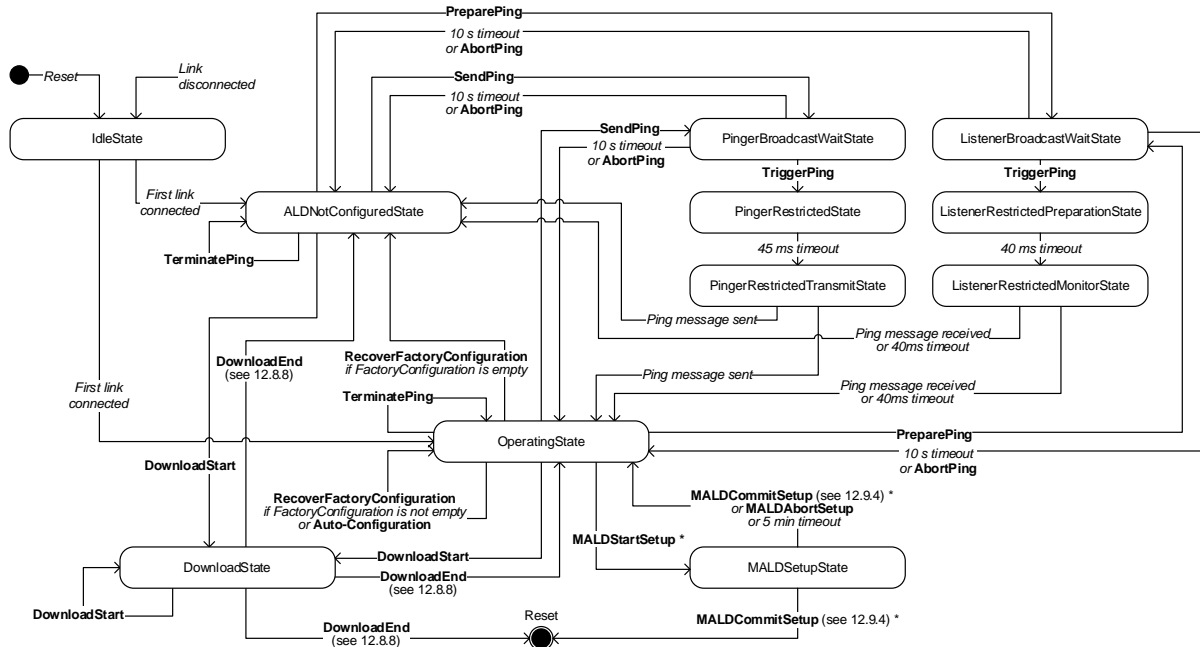 PreparePing
10 s timeout
or AbortPing
Reset
Link
disconnected
SendPing
10 s timeout
or AbortPing
IdleState
SendPing
10 s timeout
or AbortPing
PingerBroadcastWaitState
ListenerBroadcastWaitState
TriggerPing
TriggerPing
First link
connected
ALDNotConfiguredState
PingerRestrictedState
ListenerRestrictedPreparationState
TerminatePing
45 ms timeout
40 ms timeout
PingerRestrictedTransmitState
ListenerRestrictedMonitorState
Ping message sent
Ping message received
or 40ms timeout
DownloadEnd
(see 12.8.8)
RecoverFactoryConfiguration
if FactoryConfiguration is empty
First link
connected
Ping message sent
Ping message received
or 40ms timeout
TerminatePing
OperatingState
PreparePing
10 s timeout
or AbortPing
DownloadStart
RecoverFactoryConfiguration
if FactoryConfiguration is not empty
or Auto-Configuration
MALDCommitSetup (see 12.9.4) *
or MALDAbortSetup
or 5 min timeout
MALDStartSetup *
DownloadStart
DownloadState
DownloadEnd
(see 12.8.8)
MALDSetupState
DownloadStart
Reset
DownloadEnd
(see 12.8.8)
MALDCommitSetup (see 12.9.4) *